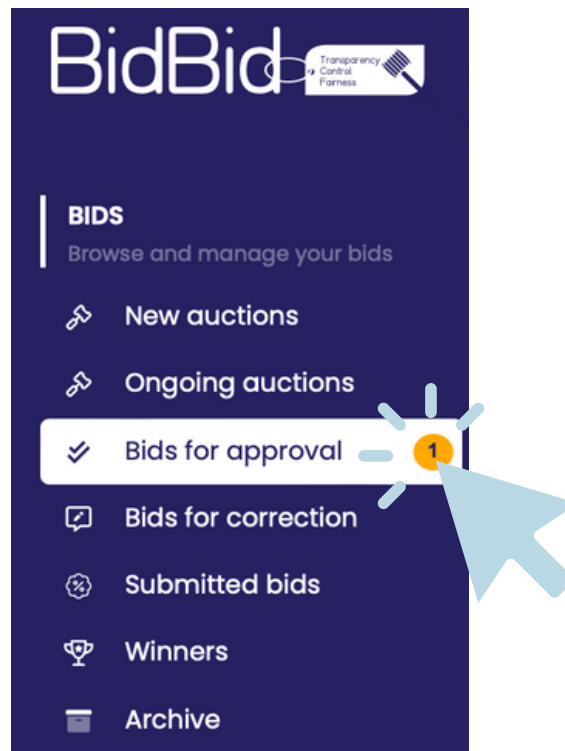 BidBid
Transparency
Control
Fairness
BIDS
Browse and manage your bids
New auctions
Ongoing auctions
Bids for approval 1
Bids for correction
Submitted bids
Winners
Archive